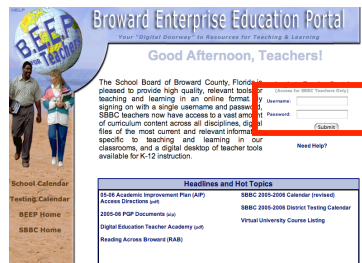 HELP
B.E.E.P.
for Teachers
Broward Enterprise Education Portal
Your "Digital Doorway" to Resources for Teaching & Learning
Good Afternoon, Teachers!
The School Board of Broward County, Florida is
pleased to provide high quality, relevant tools for
teaching and learning in an online format. By
signing on with a single username and password,
SBBC teachers now have access to a vast amount
of curriculum content across all disciplines, digital
files of the most current and relevant information
specific to teaching and learning in our
classrooms, and a digital desktop of teacher tools
available for K-12 instruction.
(Access for SBBC Teachers Only)
Username:
Password:
Submit
Need Help?
School Calendar
Testing Calendar
BEEP Home
SBBC Home
Headlines and Hot Topics
05-06 Academic Improvement Plan (AIP)
Access Directions (pdf)
2005-06 PGP Documents (zip)
Digital Education Teacher Academy (pdf)
Reading Across Broward (RAB)
SBBC 2005-2006 Calendar (revised)
SBBC 2005-2006 District Testing Calendar
Virtual University Course Listing